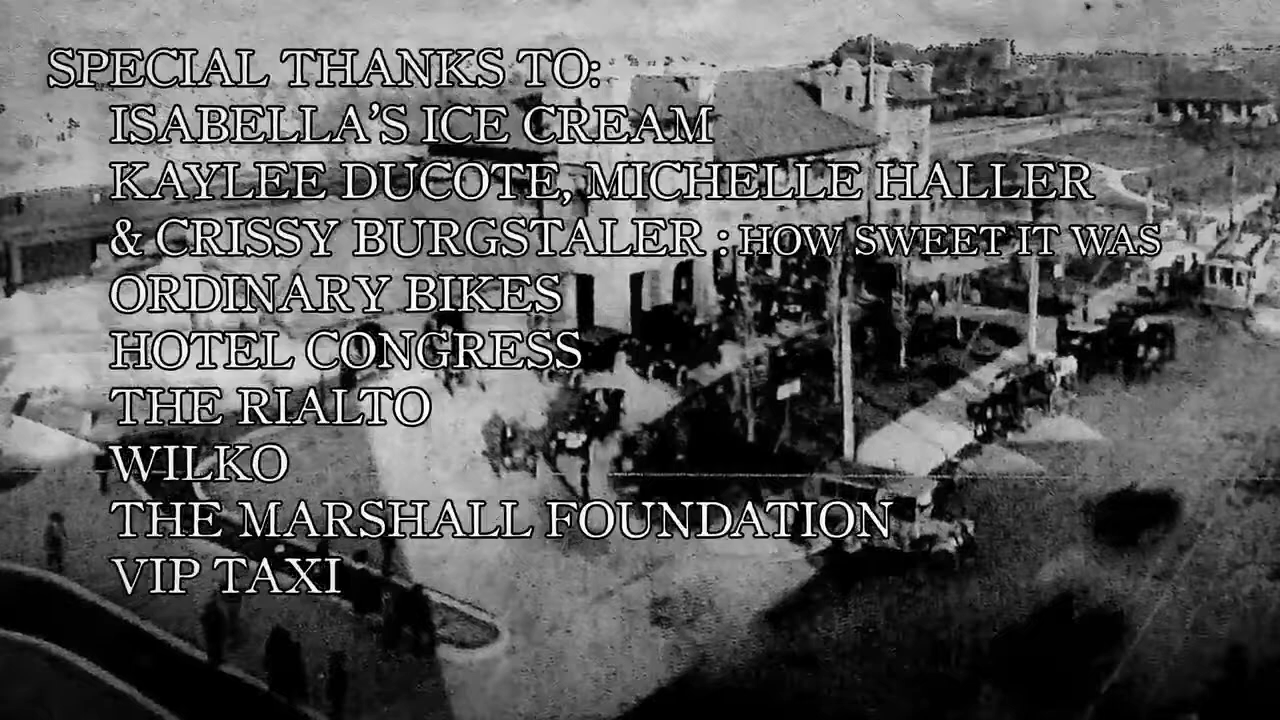 SPECIAL THANKS TO:
ISABELLA'S ICE CREAM
KAYLEE DUCOTE, MICHELLE HALLER
& CRISSY BURGSTALER : HOW SWEET IT WAS
ORDINARY BIKES
HOTEL CONGRESS
THE RIALTO
WILKO
THE MARSHALL FOUNDATION
VIP TAXI